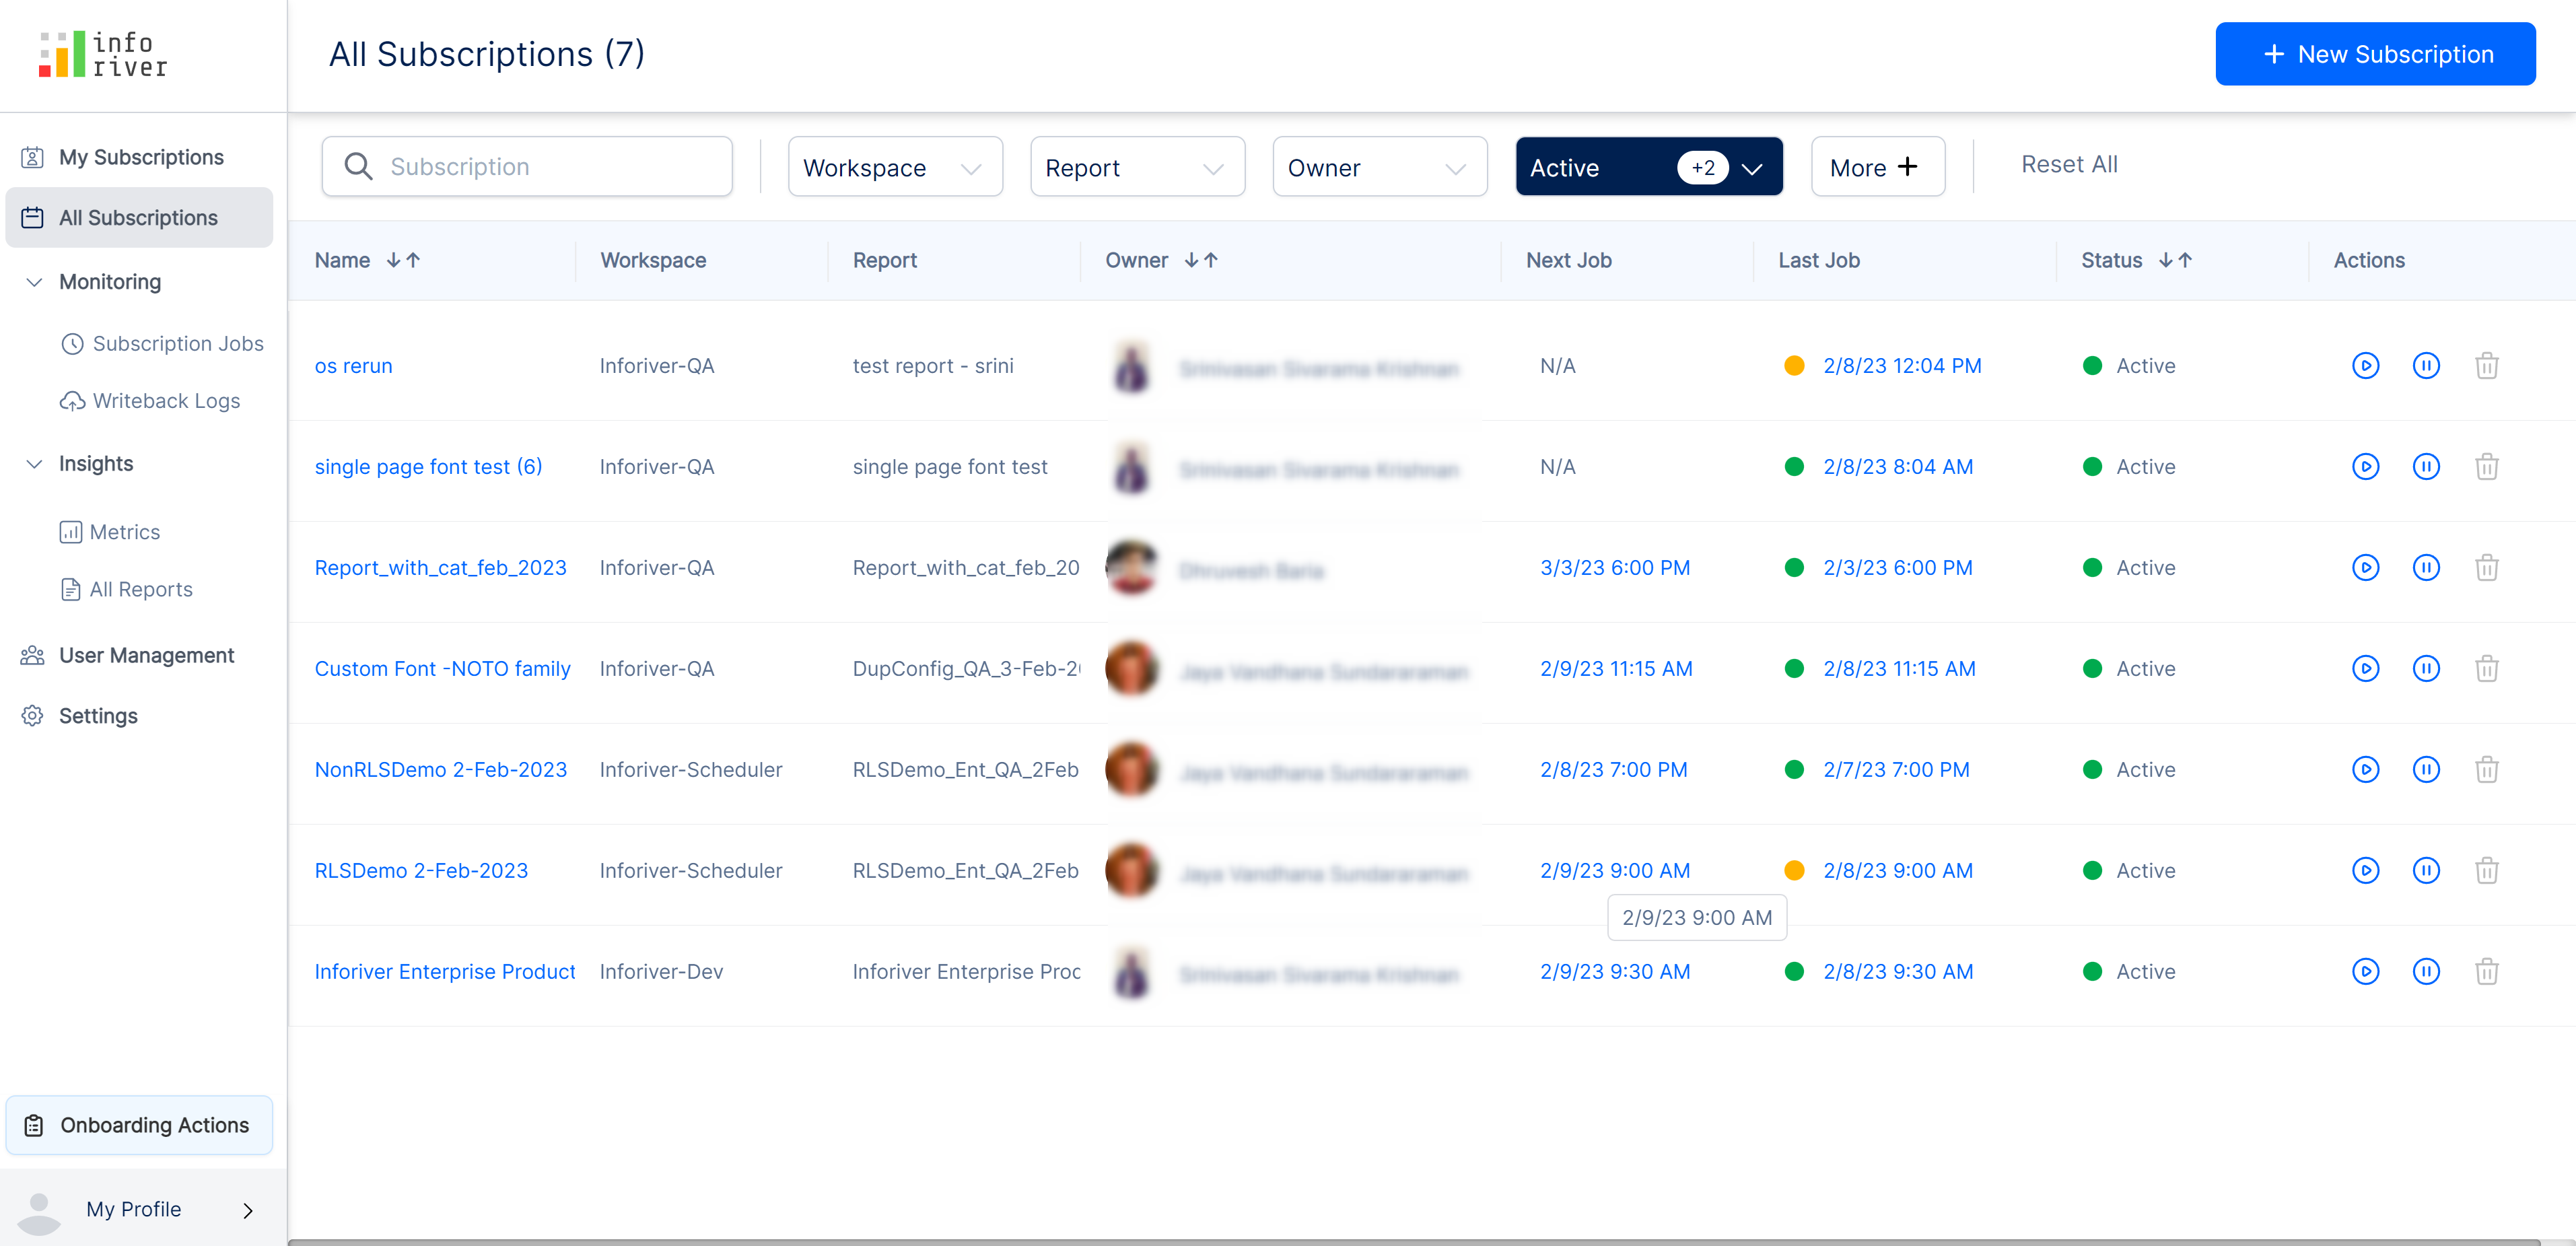 info
river
All Subscriptions (7)
New Subscription
My Subscriptions
All Subscriptions
Monitoring
Subscription Jobs
Writeback Logs
Insights
Metrics
All Reports
User Management
Settings
Onboarding Actions
My Profile
Subscription
Workspace
Report
Owner
Active +2
More +
Reset All
Name Workspace Report Owner Next Job Last Job Status Actions
os rerun Inforiver-QA test report - srini N/A 2/8/23 12:04 PM Active
single page font test (6) Inforiver-QA single page font test N/A 2/8/23 8:04 AM Active
Report_with_cat_feb_2023 Inforiver-QA Report_with_cat_feb_20 3/3/23 6:00 PM 2/3/23 6:00 PM Active
Custom Font -NOTO family Inforiver-QA DupConfig_QA_3-Feb-2 2/9/23 11:15 AM 2/8/23 11:15 AM Active
NonRLSDemo 2-Feb-2023 Inforiver-Scheduler RLSDemo_Ent_QA_2Feb 2/8/23 7:00 PM 2/7/23 7:00 PM Active
RLSDemo 2-Feb-2023 Inforiver-Scheduler RLSDemo_Ent_QA_2Feb 2/9/23 9:00 AM 2/8/23 9:00 AM Active
2/9/23 9:00 AM
Inforiver Enterprise Product Inforiver-Dev Inforiver Enterprise Proc 2/9/23 9:30 AM 2/8/23 9:30 AM Active